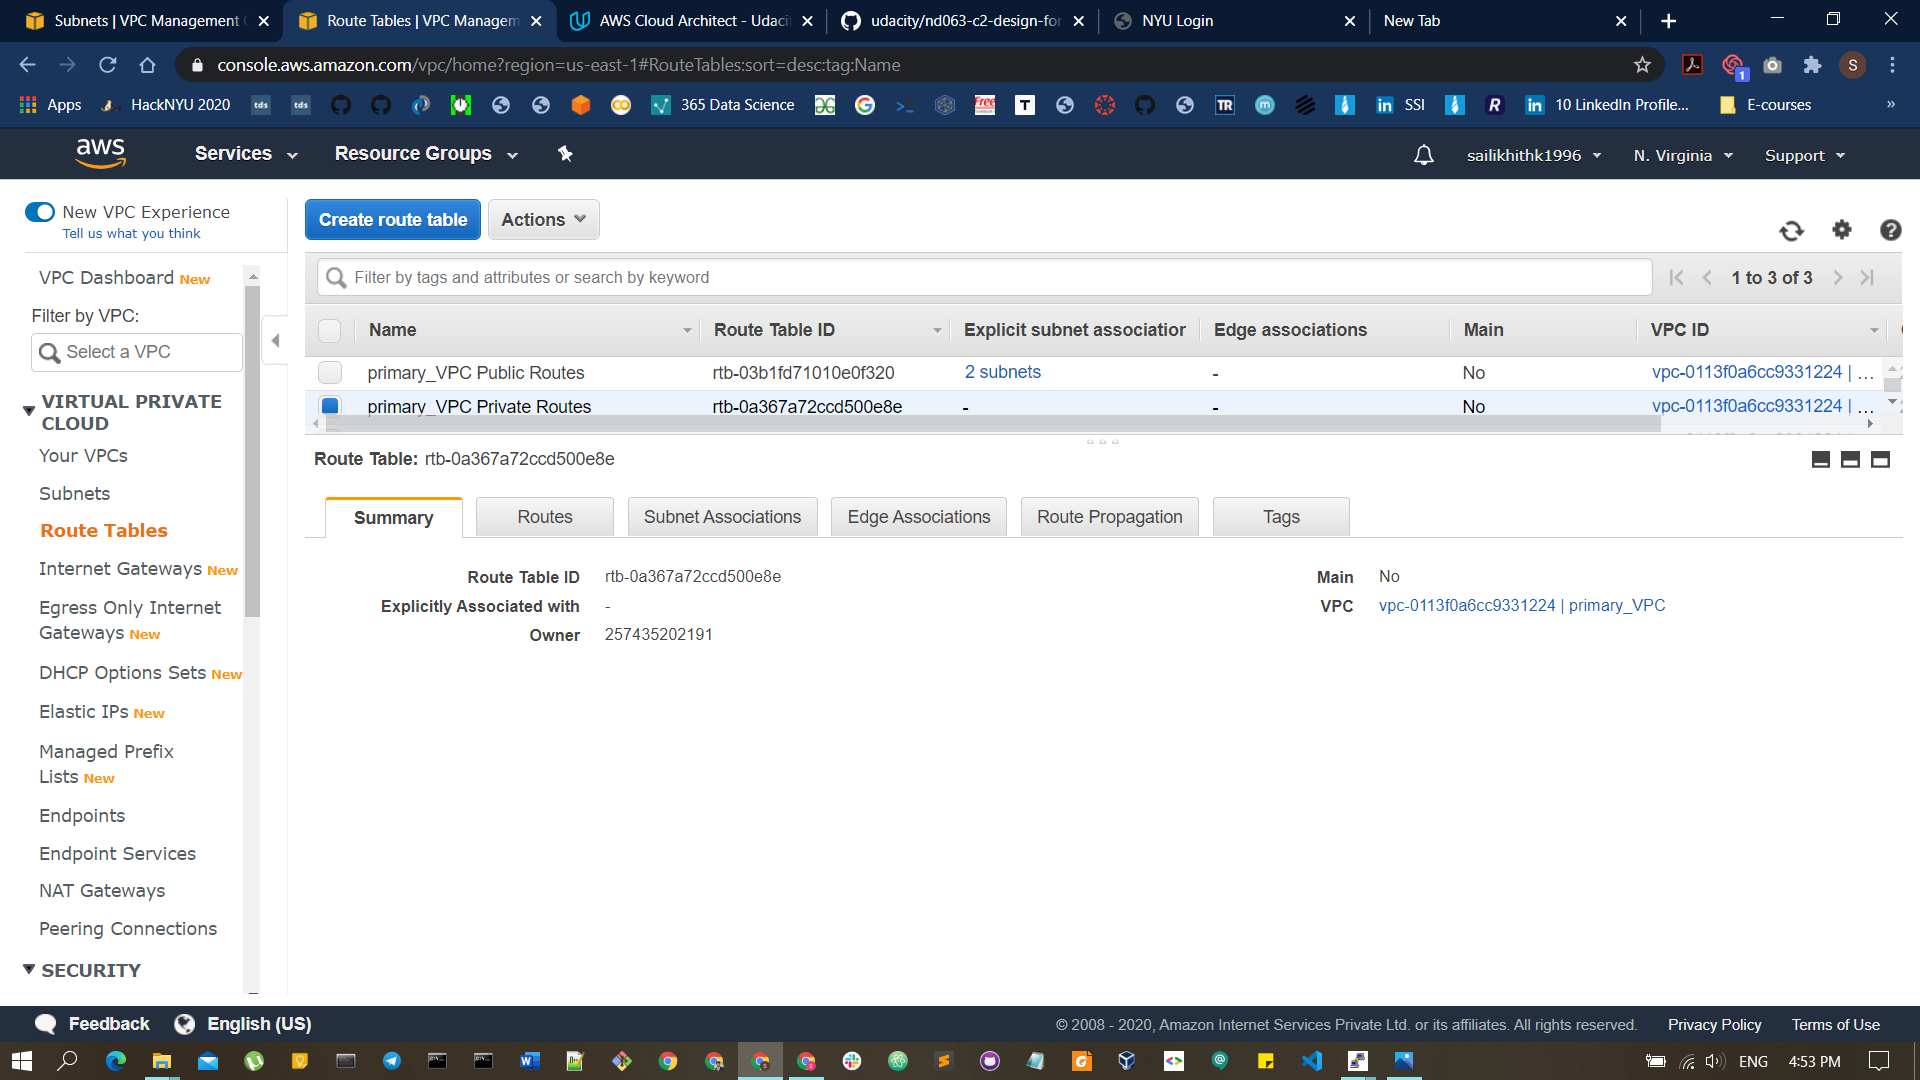 Subnets | VPC Management
Route Tables | VPC Managem
AWS Cloud Architect - Udaci
udacity/nd063-c2-design-for
NYU Login
New Tab
console.aws.amazon.com/vpc/home?region=us-east-1#RouteTables:sort=desc:tag:Name
1
S
Apps
HackNYU 2020
tds
tds
365 Data Science
Free
T
TR
m
in SSI
R
in 10 LinkedIn Profile...
E-courses
»
aws
Services
Resource Groups
sailikhithk1996
N. Virginia
Support
New VPC Experience
Tell us what you think
VPC Dashboard New
Filter by VPC:
Select a VPC
VIRTUAL PRIVATE
CLOUD
Your VPCs
Subnets
Route Tables
Internet Gateways New
Egress Only Internet
Gateways New
DHCP Options Sets New
Elastic IPs New
Managed Prefix
Lists New
Endpoints
Endpoint Services
NAT Gateways
Peering Connections
SECURITY
Create route table
Actions
Filter by tags and attributes or search by keyword
1 to 3 of 3
Name Route Table ID Explicit subnet association Edge associations Main VPC ID
primary_VPC Public Routes rtb-03b1fd71010e0f320 2 subnets - No vpc-0113f0a6cc9331224 | ...
primary_VPC Private Routes rtb-0a367a72ccd500e8e - - No vpc-0113f0a6cc9331224 | ...
Route Table: rtb-0a367a72ccd500e8e
Summary Routes Subnet Associations Edge Associations Route Propagation Tags
Route Table ID rtb-0a367a72ccd500e8e Main No
Explicitly Associated with - VPC vpc-0113f0a6cc9331224 | primary_VPC
Owner 257435202191
Feedback
English (US)
© 2008 - 2020, Amazon Internet Services Private Ltd. or its affiliates. All rights reserved.
Privacy Policy
Terms of Use
ENG
4:53 PM